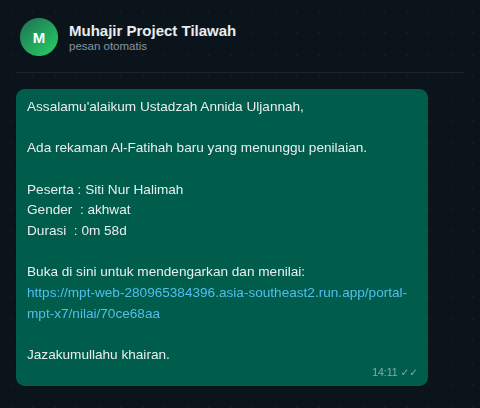 M
Muhajir Project Tilawah
pesan otomatis
Assalamu'alaikum Ustadzah Annida Uljannah,
Ada rekaman Al-Fatihah baru yang menunggu penilaian.
Peserta : Siti Nur Halimah
Gender  : akhwat
Durasi  : 0m 58d
Buka di sini untuk mendengarkan dan menilai:
https://mpt-web-280965384396.asia-southeast2.run.app/portal-
mpt-x7/nilai/70ce68aa
Jazakumullahu khairan.
14:11 ✓✓